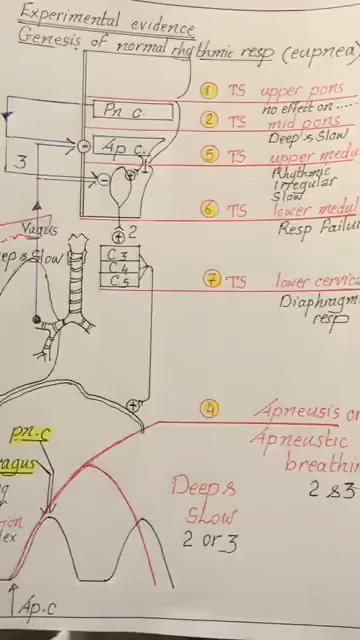 Experimental evidence
Genesis of normal rhythmic resp (eupnea)
① TS upper pons
no effect on....
② TS mid pons
Deep & Slow
⑤ TS upper medul
Rhythmic
irregular
Slow
⑥ TS lower medul
Resp failur
⑦ TS lower cervica
Diaphragm
resp
Pn c.
Ap c.
3
2
Vagus
ep & Slow
C3
C4
C5
④ Apneusis or
Apneustic
breathin
2 & 3
pn.c
agus
Deep &
Slow
2 or 3
lex
Ap.c